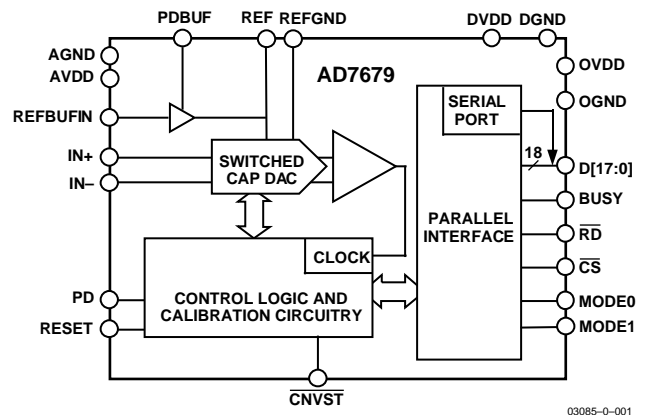 PDBUF REF REFGND DVDD DGND
AGND
AVDD
AD7679
OVDD
OGND
REFBUFIN
SERIAL
PORT
IN+
IN–
SWITCHED
CAP DAC
18
D[17:0]
BUSY
PARALLEL
INTERFACE
RD
CS
CLOCK
PD
RESET
CONTROL LOGIC AND
CALIBRATION CIRCUITRY
MODE0
MODE1
CNVST
03085–0–001